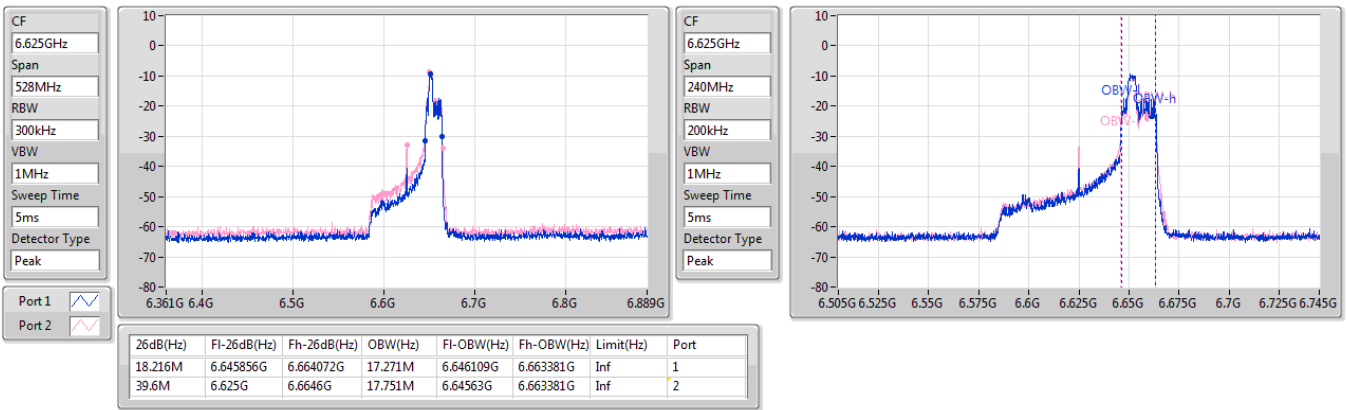 CF
6.625GHz
Span
528MHz
RBW
300kHz
VBW
1MHz
Sweep Time
5ms
Detector Type
Peak
Port 1
Port 2
10
0
-10
-20
-30
-40
-50
-60
-70
-80
6.361G 6.4G 6.5G 6.6G 6.7G 6.8G 6.889G
CF
6.625GHz
Span
240MHz
RBW
200kHz
VBW
1MHz
Sweep Time
5ms
Detector Type
Peak
10
0
-10
-20
-30
-40
-50
-60
-70
-80
OBW-h
6.505G 6.525G 6.55G 6.575G 6.6G 6.625G 6.65G 6.675G 6.7G 6.725G 6.745G
26dB(Hz) Fl-26dB(Hz) Fh-26dB(Hz) OBW(Hz) Fl-OBW(Hz) Fh-OBW(Hz) Limit(Hz) Port
18.216M 6.645856G 6.664072G 17.271M 6.646109G 6.663381G Inf 1
39.6M 6.625G 6.6646G 17.751M 6.64563G 6.663381G Inf 2